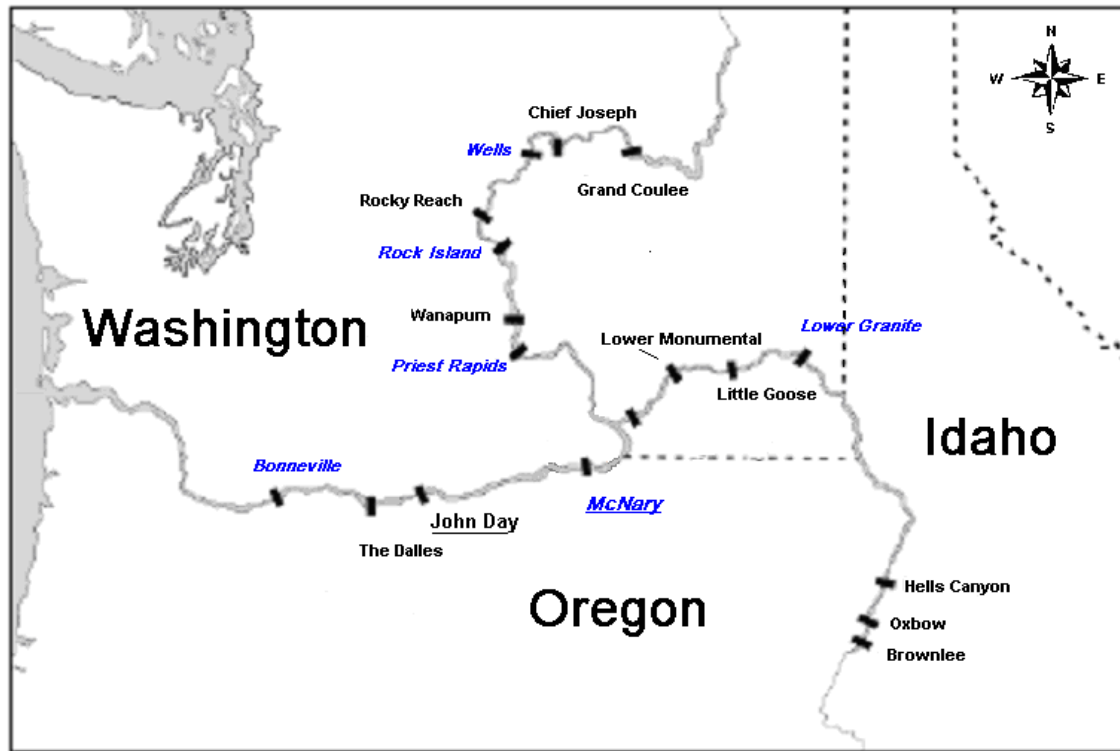 N
W E
S
Chief Joseph
Wells
Grand Coulee
Rocky Reach
Rock Island
Washington
Wanapum
Lower Granite
Lower Monumental
Priest Rapids
Little Goose
Idaho
Bonneville
McNary
John Day
The Dalles
Oregon
Hells Canyon
Oxbow
Brownlee